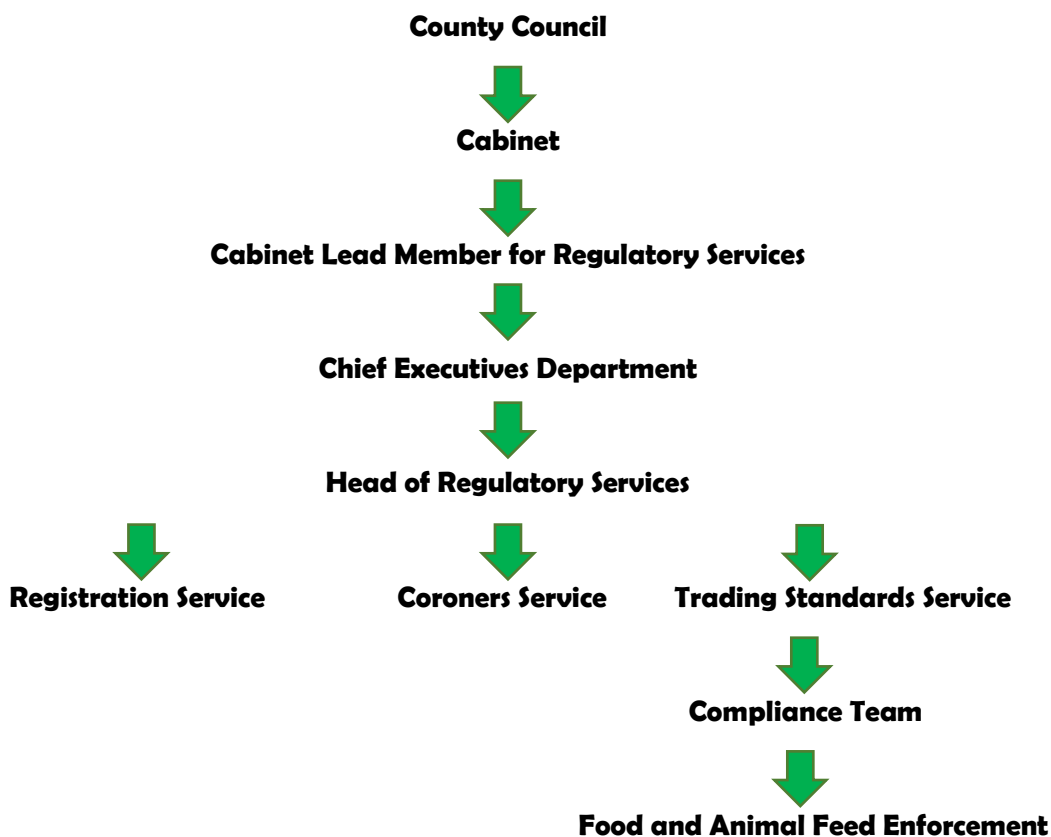 County Council
Cabinet
Cabinet Lead Member for Regulatory Services
Chief Executives Department
Head of Regulatory Services
Registration Service
Coroners Service
Trading Standards Service
Compliance Team
Food and Animal Feed Enforcement